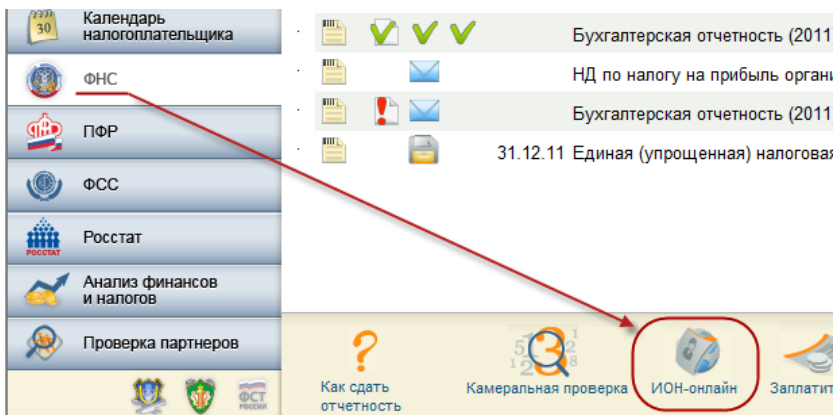 30
Календарь
налогоплательщика
ФНС
ПФР
ФСС
РОССТАТ
Росстат
Анализ финансов
и налогов
Проверка партнеров
ФСТ
РОССИИ
Бухгалтерская отчетность (2011)
НД по налогу на прибыль органи
Бухгалтерская отчетность (2011)
31.12.11 Единая (упрощенная) налоговая
?
Как сдать
отчетность
Камеральная проверка
ИОН-онлайн
Заплатит